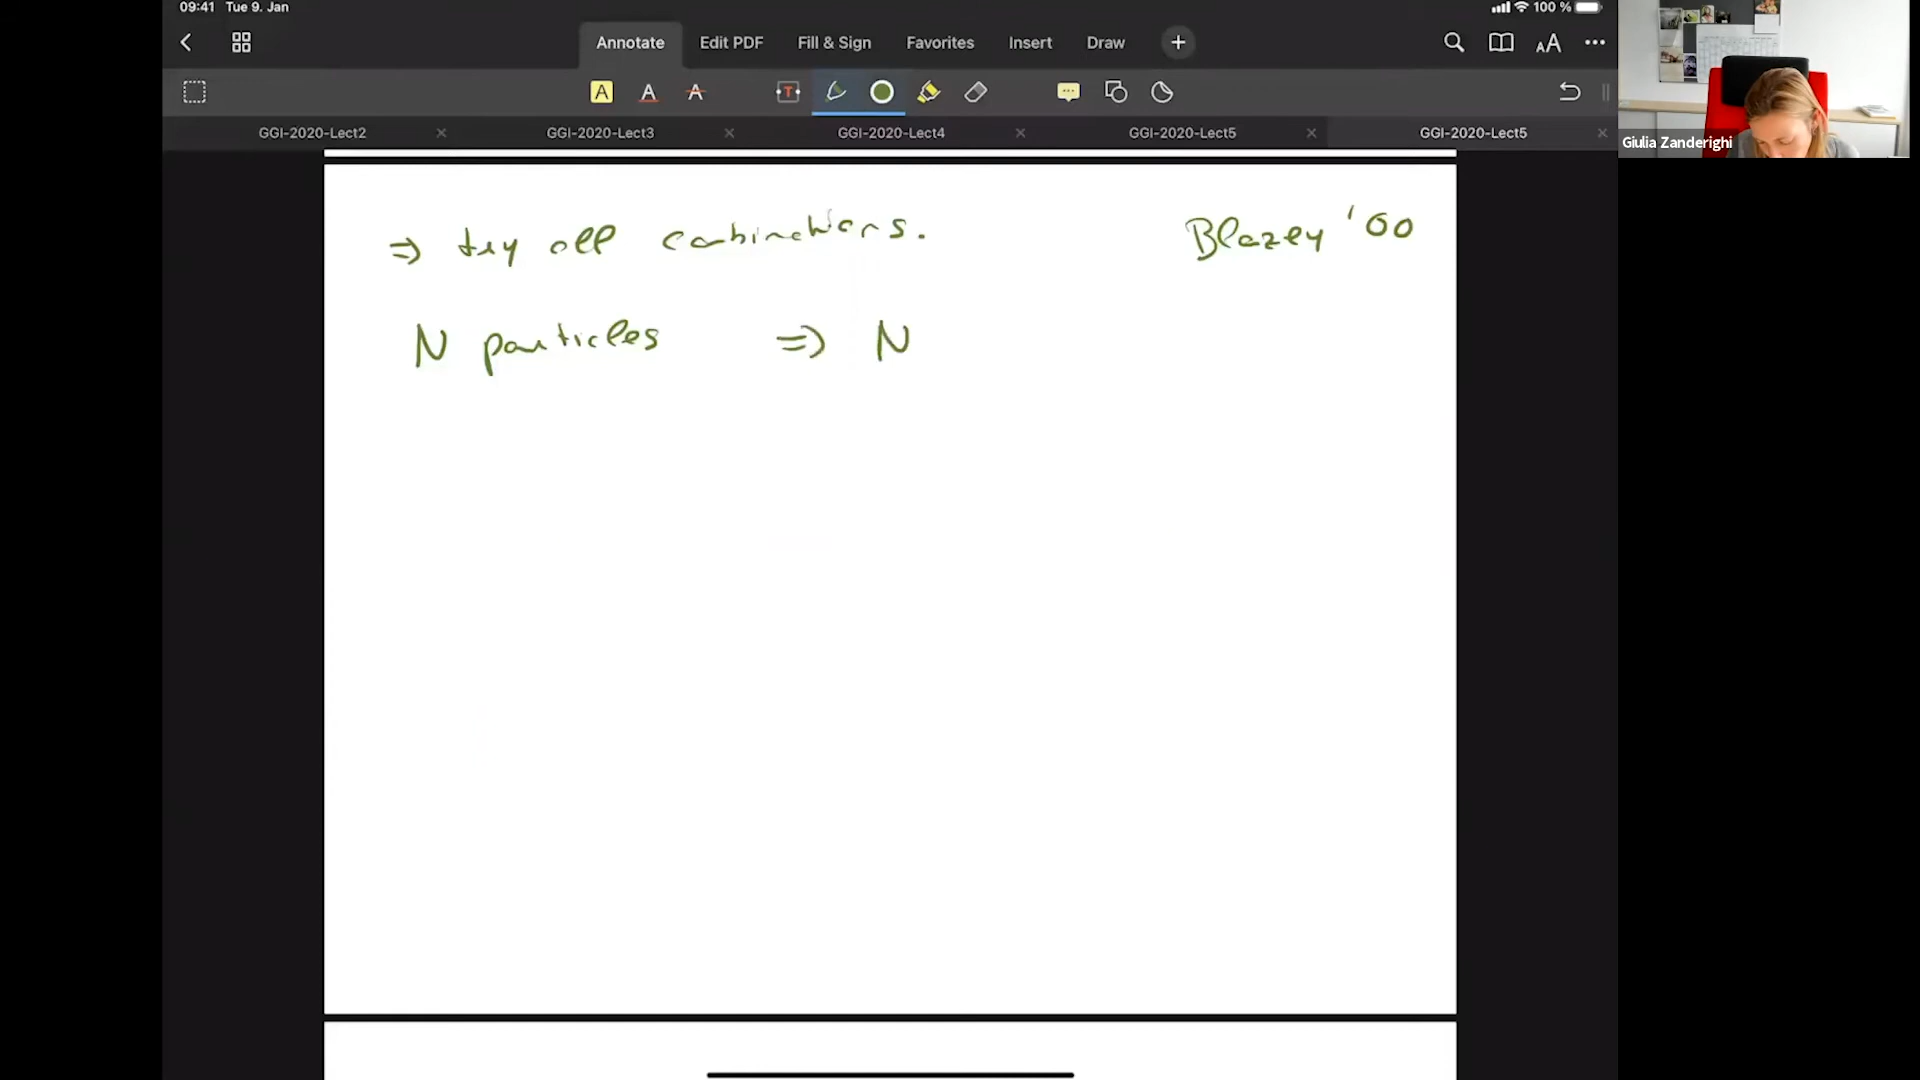 09:41 Tue 9. Jan 100 %
Annotate Edit PDF Fill & Sign Favorites Insert Draw
GGI-2020-Lect2 GGI-2020-Lect3 GGI-2020-Lect4 GGI-2020-Lect5 GGI-2020-Lect5
Giulia Zanderighi
⇒ try all combinations. Blazey '00
N particles ⇒ N